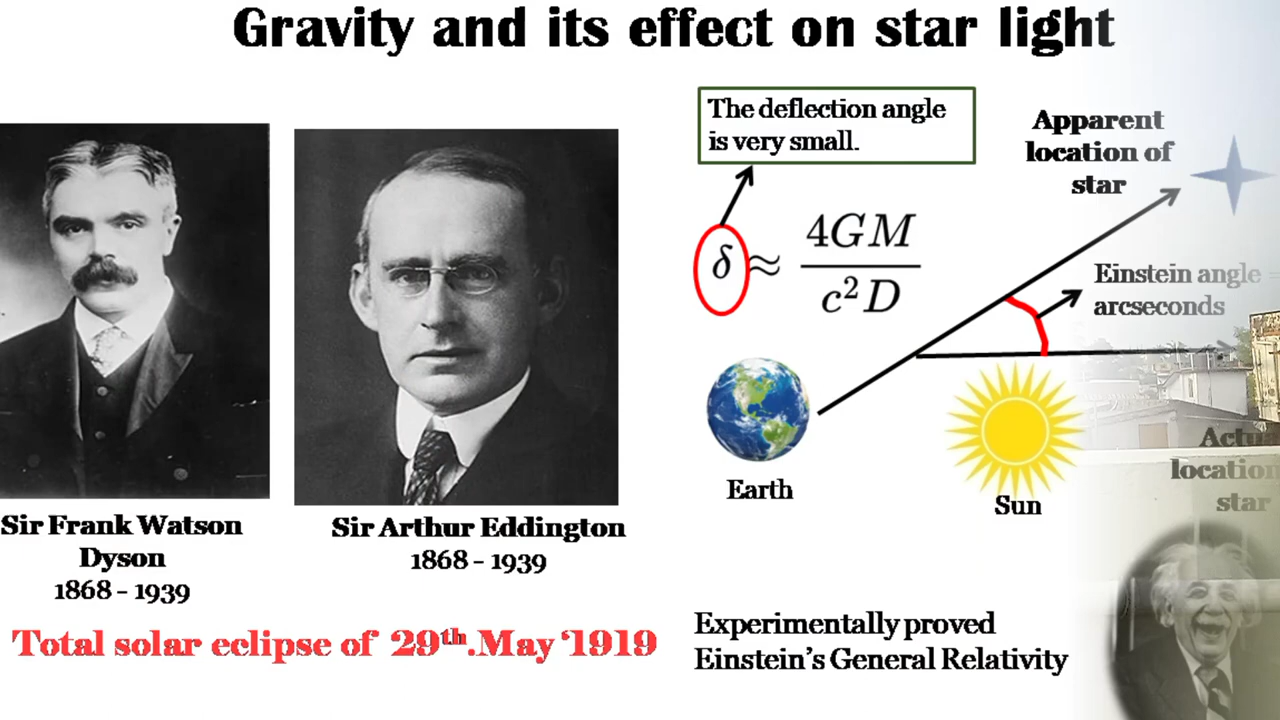 Gravity and its effect on star light
The deflection angle
is very small.
Apparent
location of
star
δ ≈ 4GM
c²D
Einstein angle =
arcseconds
Earth
Sun
location
star
Sir Frank Watson
Dyson
1868 - 1939
Sir Arthur Eddington
1868 - 1939
Total solar eclipse of 29th.May ‘1919
Experimentally proved
Einstein’s General Relativity